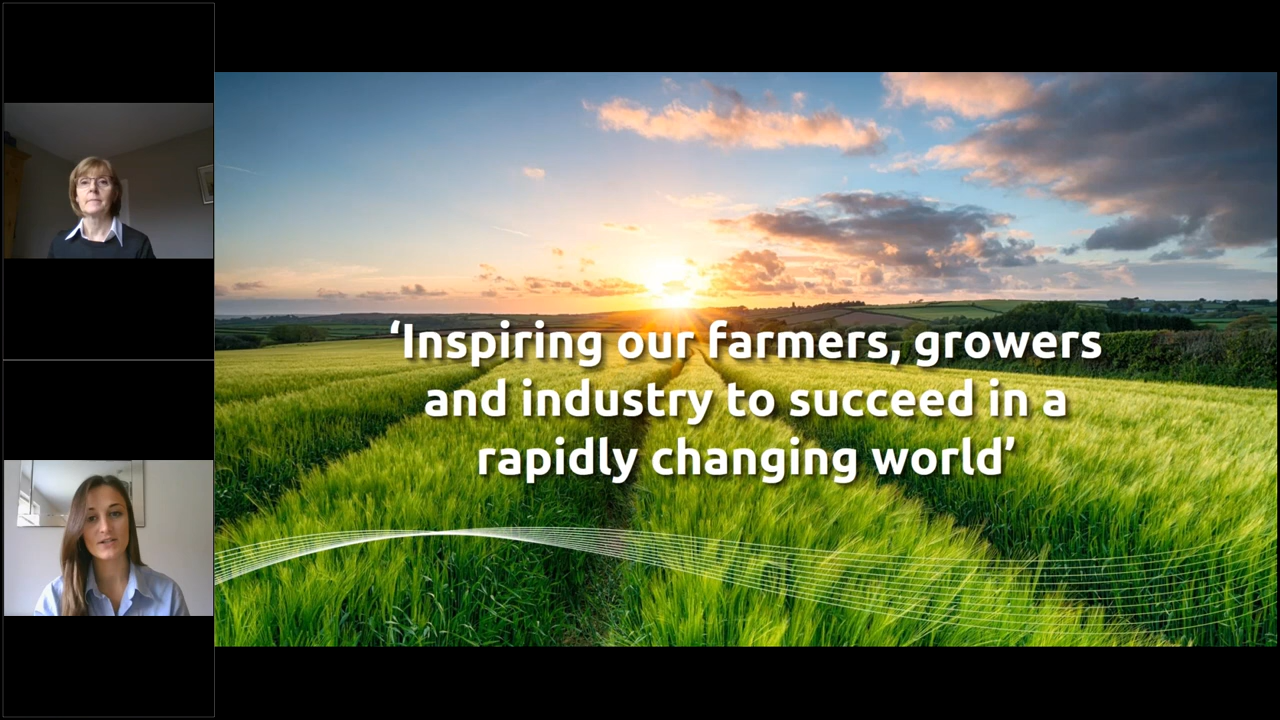 ‘Inspiring our farmers, growers
and industry to succeed in a
rapidly changing world’